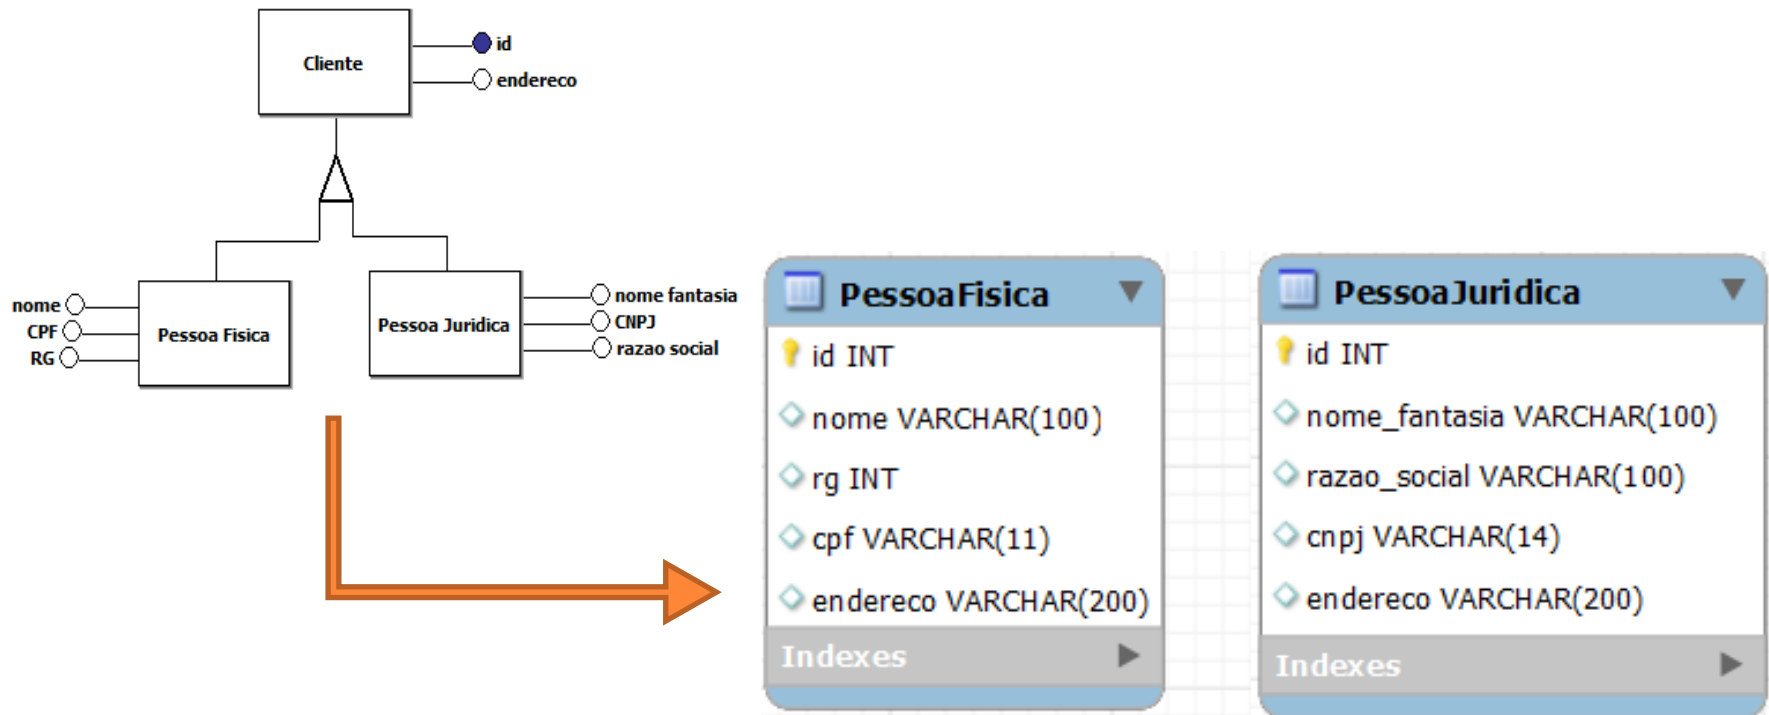 Cliente
id
endereco
nome
CPF
RG
Pessoa Fisica
Pessoa Juridica
nome fantasia
CNPJ
razao social
PessoaFisica
id INT
nome VARCHAR(100)
rg INT
cpf VARCHAR(11)
endereco VARCHAR(200)
Indexes
PessoaJuridica
id INT
nome_fantasia VARCHAR(100)
razao_social VARCHAR(100)
cnpj VARCHAR(14)
endereco VARCHAR(200)
Indexes